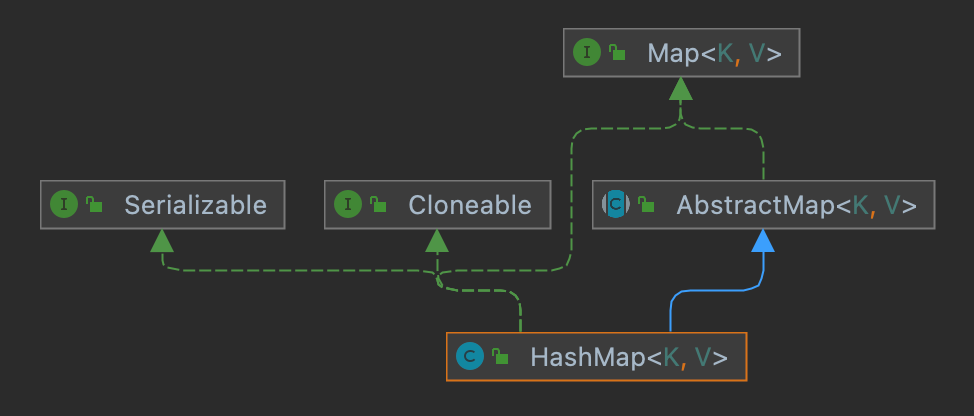 I Map<K, V>
I Serializable
I Cloneable
C AbstractMap<K, V>
C HashMap<K, V>